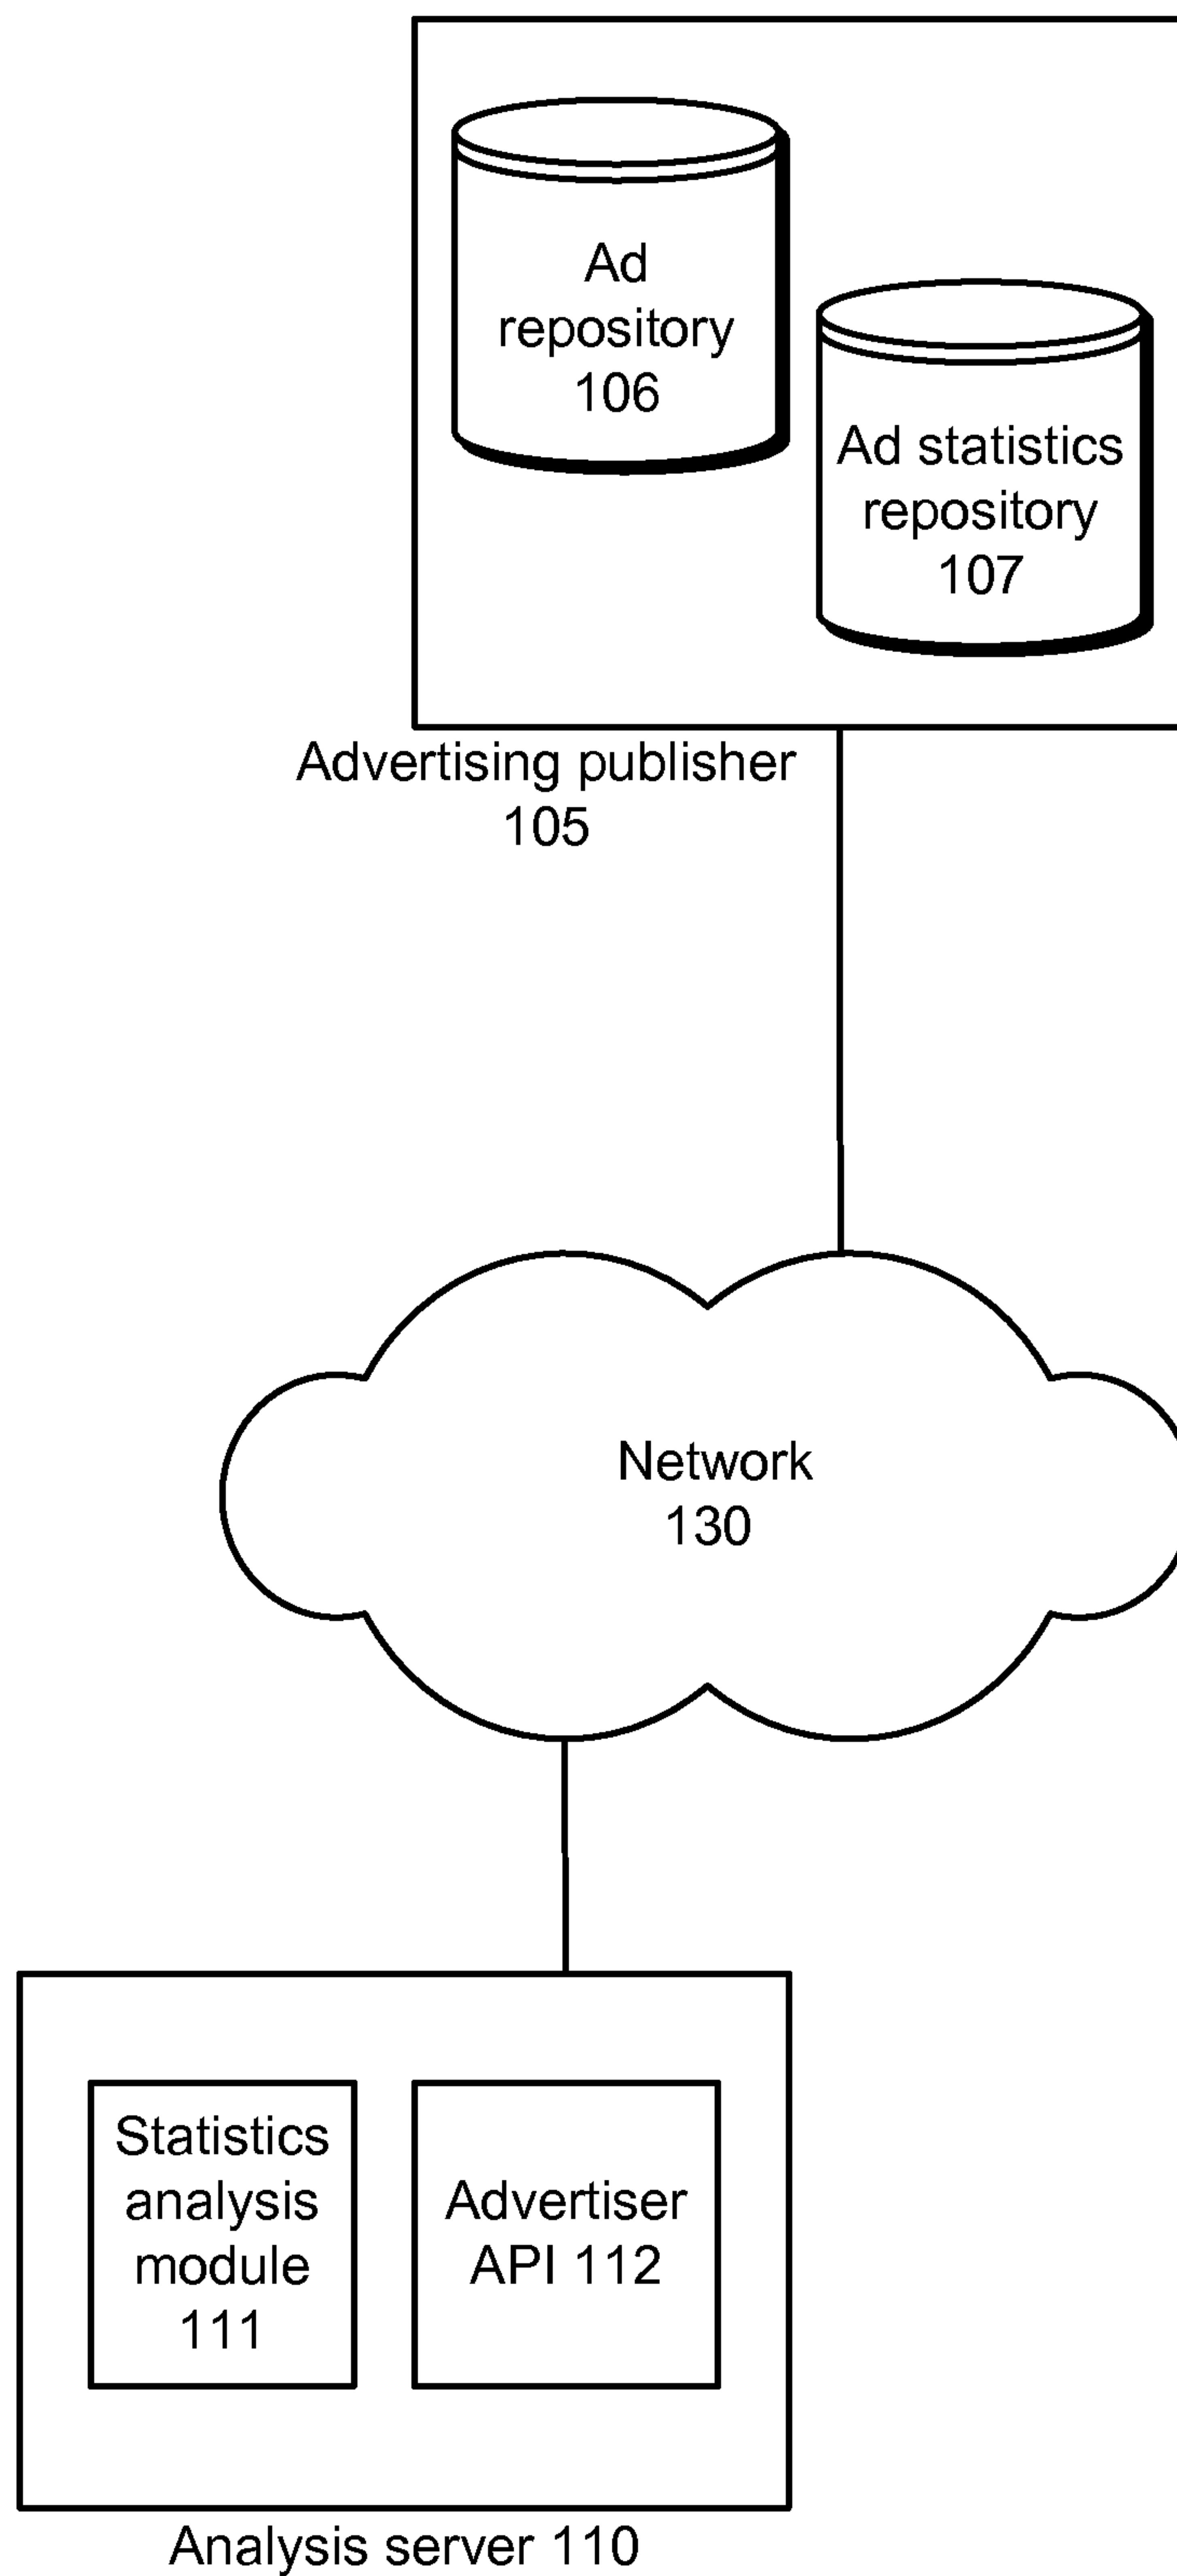 Ad
repository
106
Ad statistics
repository
107
Advertising publisher
105
Network
130
Statistics
analysis
module
111
Advertiser
API 112
Analysis server 110